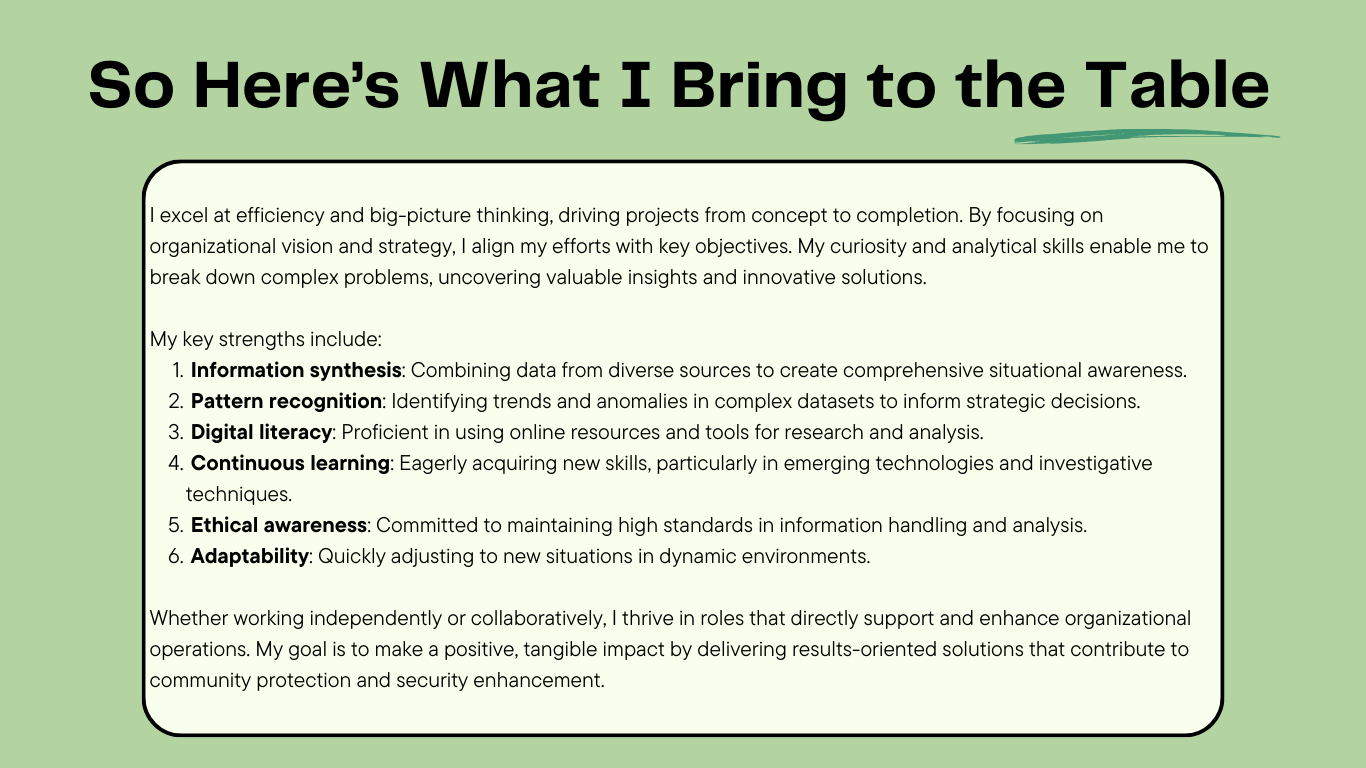 So Here’s What I Bring to the Table
I excel at efficiency and big-picture thinking, driving projects from concept to completion. By focusing on
organizational vision and strategy, I align my efforts with key objectives. My curiosity and analytical skills enable me to
break down complex problems, uncovering valuable insights and innovative solutions.
My key strengths include:
1. Information synthesis: Combining data from diverse sources to create comprehensive situational awareness.
2. Pattern recognition: Identifying trends and anomalies in complex datasets to inform strategic decisions.
3. Digital literacy: Proficient in using online resources and tools for research and analysis.
4. Continuous learning: Eagerly acquiring new skills, particularly in emerging technologies and investigative
techniques.
5. Ethical awareness: Committed to maintaining high standards in information handling and analysis.
6. Adaptability: Quickly adjusting to new situations in dynamic environments.
Whether working independently or collaboratively, I thrive in roles that directly support and enhance organizational
operations. My goal is to make a positive, tangible impact by delivering results-oriented solutions that contribute to
community protection and security enhancement.